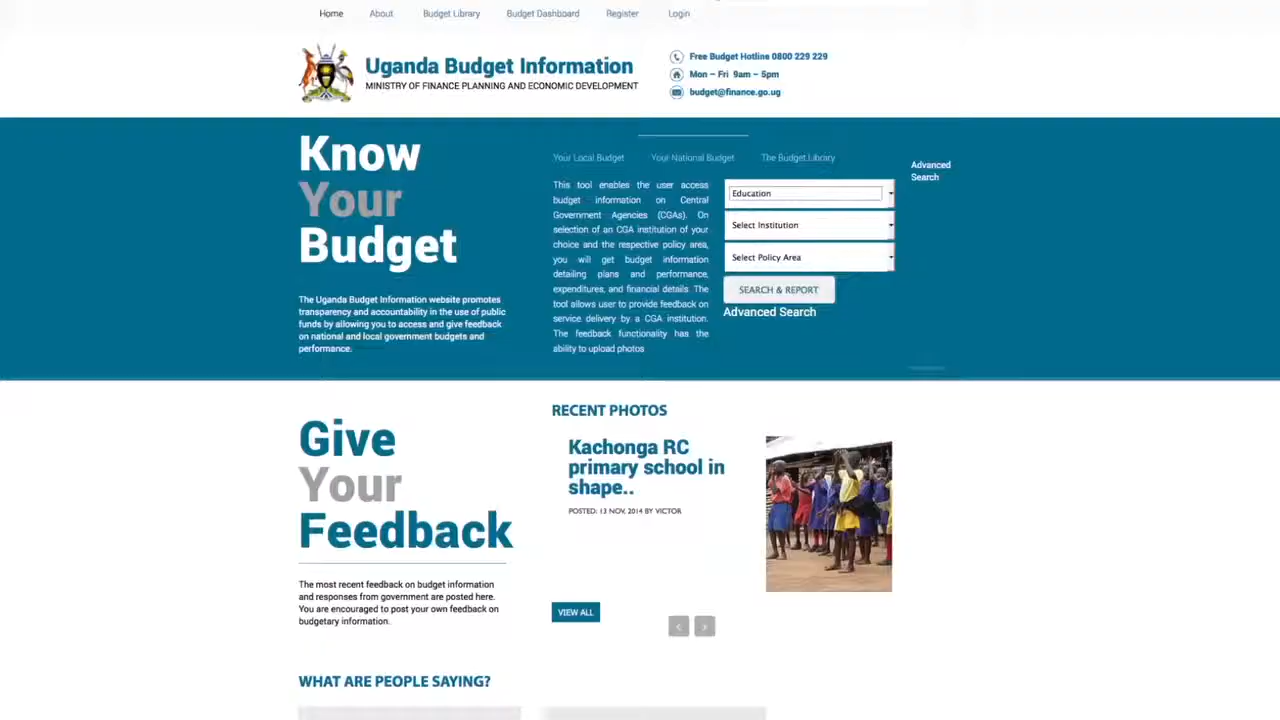 Home About Budget Library Budget Dashboard Register Login
Uganda Budget Information
MINISTRY OF FINANCE PLANNING AND ECONOMIC DEVELOPMENT
Free Budget Hotline 0800 229 229
Mon – Fri 9am – 5pm
budget@finance.go.ug
Know
Your
Budget
The Uganda Budget Information website promotes
transparency and accountability in the use of public
funds by allowing you to access and give feedback
on national and local government budgets and
performance.
Your Local Budget Your National Budget The Budget Library
This tool enables the user access
budget information on Central
Government Agencies (CGAs). On
selection of an CGA institution of your
choice and the respective policy area,
you will get budget information
detailing plans and performance,
expenditures, and financial details. The
tool allows user to provide feedback on
service delivery by a CGA institution.
The feedback functionality has the
ability to upload photos
Education
Select Institution
Select Policy Area
SEARCH & REPORT
Advanced Search
Advanced
Search
Give
Your
Feedback
The most recent feedback on budget information
and responses from government are posted here.
You are encouraged to post your own feedback on
budgetary information.
RECENT PHOTOS
Kachonga RC
primary school in
shape..
POSTED: 13 NOV, 2014 BY VICTOR
VIEW ALL
WHAT ARE PEOPLE SAYING?